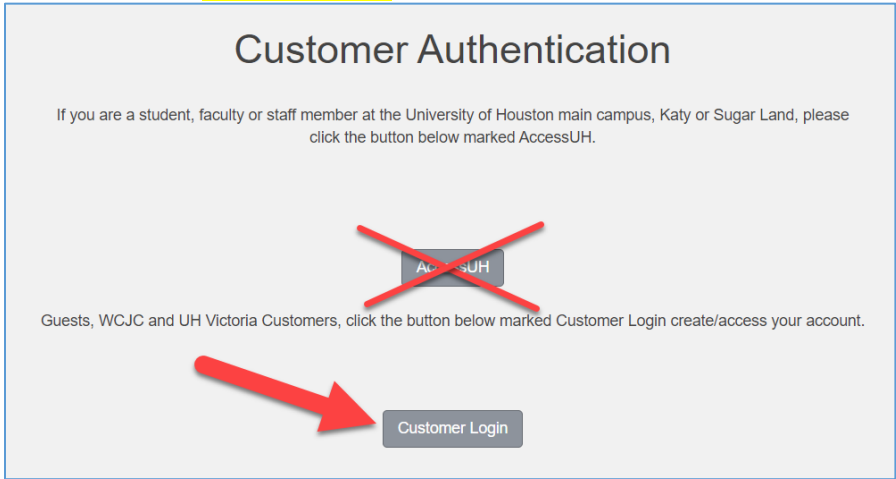 Customer Authentication
If you are a student, faculty or staff member at the University of Houston main campus, Katy or Sugar Land, please
click the button below marked AccessUH.
AccessUH
Guests, WCJC and UH Victoria Customers, click the button below marked Customer Login create/access your account.
Customer Login